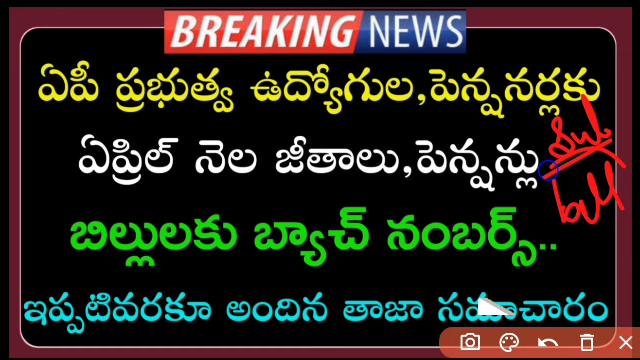 BREAKING NEWS
ఏపీ ప్రభుత్వ ఉద్యోగుల,పెన్షనర్లకు
ఏప్రిల్ నెల జీతాలు,పెన్షన్లు
బిల్లులకు బ్యాచ్ నంబర్స్..
ఇప్పటివరకూ అందిన తాజా సమాచారం